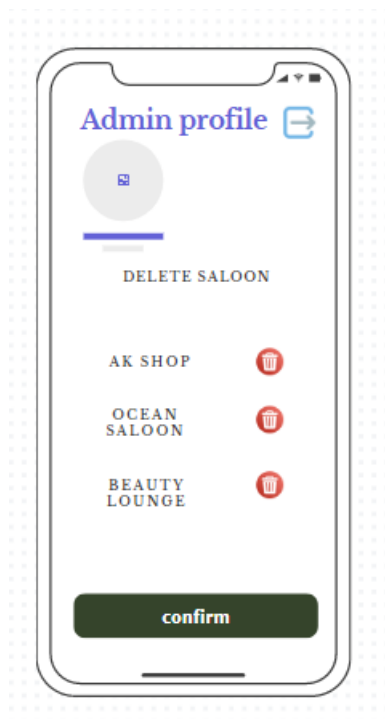 Admin profile
DELETE SALOON
AK SHOP
OCEAN
SALOON
BEAUTY
LOUNGE
confirm